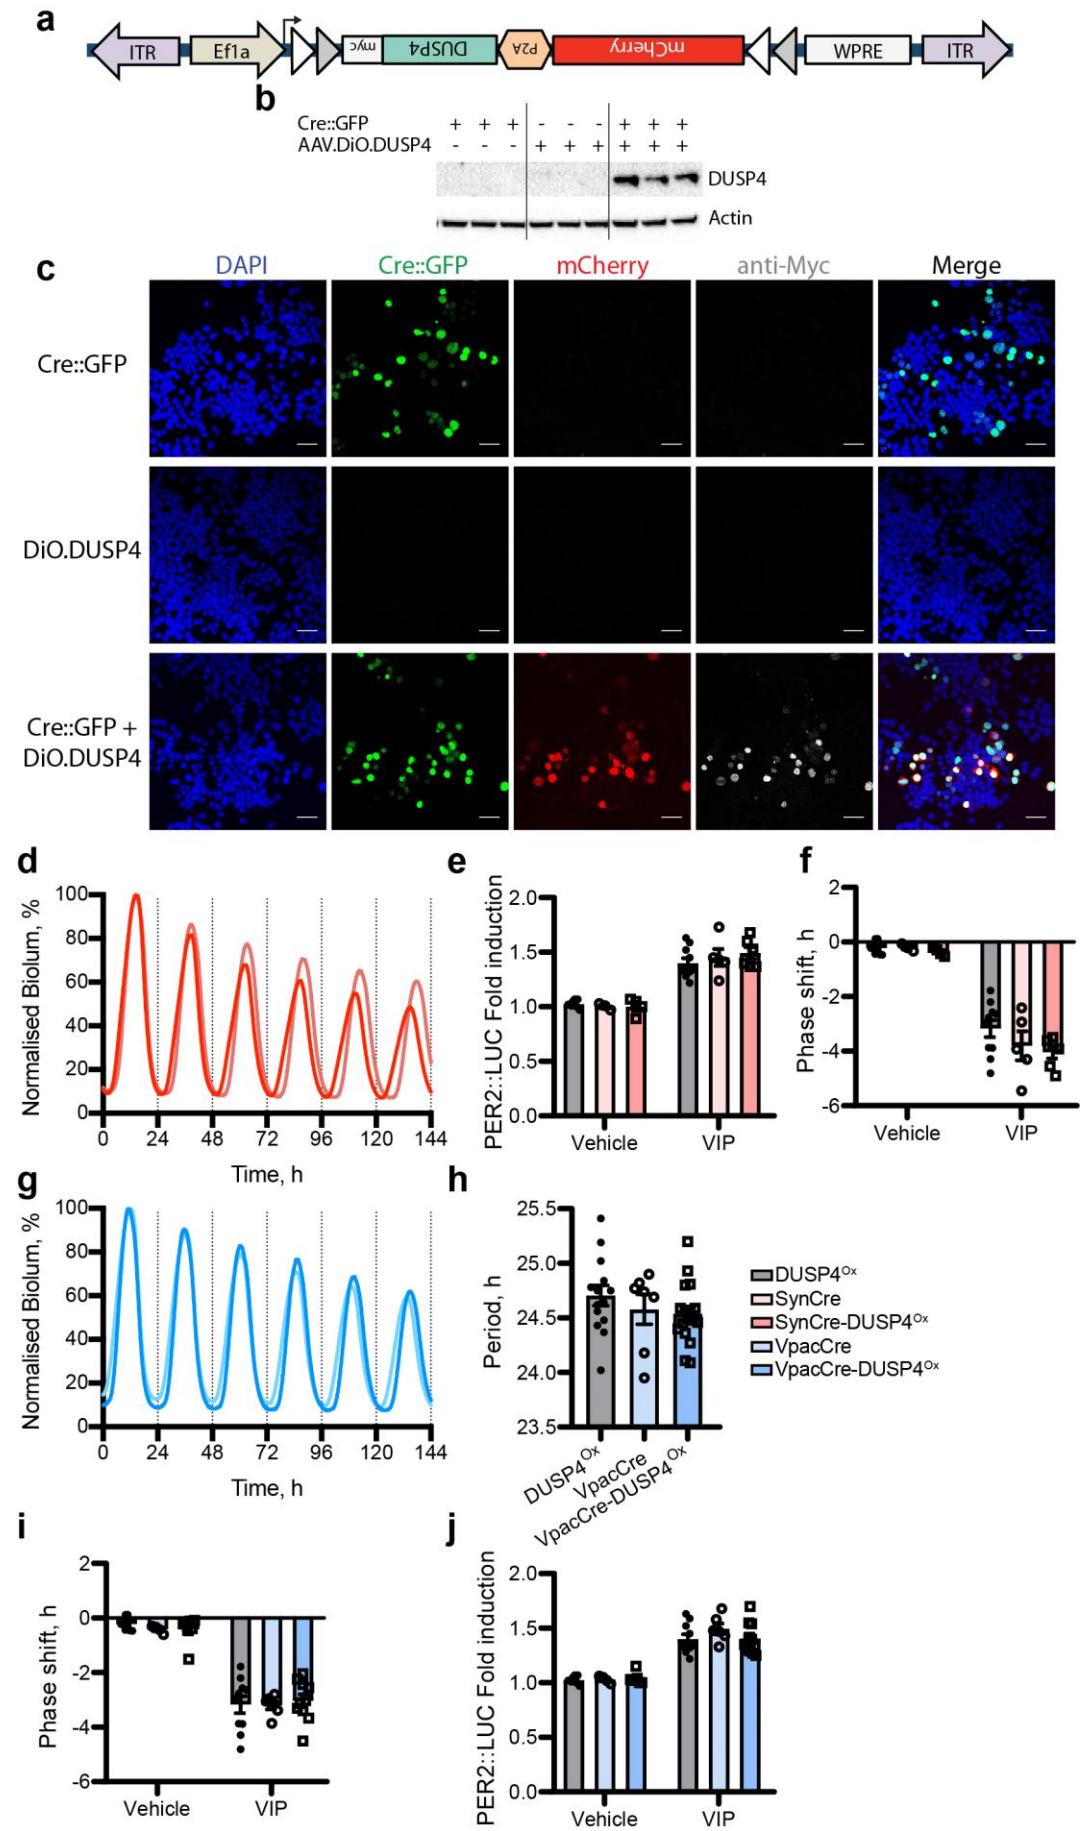 a
ITR
Ef1a
myc
DUSP4
P2A
mCherry
WPRE
ITR
b
Cre::GFP + + + - - - + + +
AAV.DiO.DUSP4 - - - + + + + + +
DUSP4
Actin
c
DAPI
Cre::GFP
mCherry
anti-Myc
Merge
Cre::GFP
DiO.DUSP4
Cre::GFP +
DiO.DUSP4
d
Normalised Biolum, %
100
80
60
40
20
0
0 24 48 72 96 120 144
Time, h
e
PER2::LUC Fold induction
2.0
1.5
1.0
0.5
0.0
Vehicle VIP
f
Phase shift, h
2
0
-2
-4
-6
Vehicle VIP
g
Normalised Biolum, %
100
80
60
40
20
0
0 24 48 72 96 120 144
Time, h
h
Period, h
25.5
25.0
24.5
24.0
23.5
DUSP4Ox
VpacCre
VpacCre-DUSP4Ox
DUSP4Ox
SynCre
SynCre-DUSP4Ox
VpacCre
VpacCre-DUSP4Ox
i
Phase shift, h
2
0
-2
-4
-6
Vehicle VIP
j
PER2::LUC Fold induction
2.0
1.5
1.0
0.5
0.0
Vehicle VIP